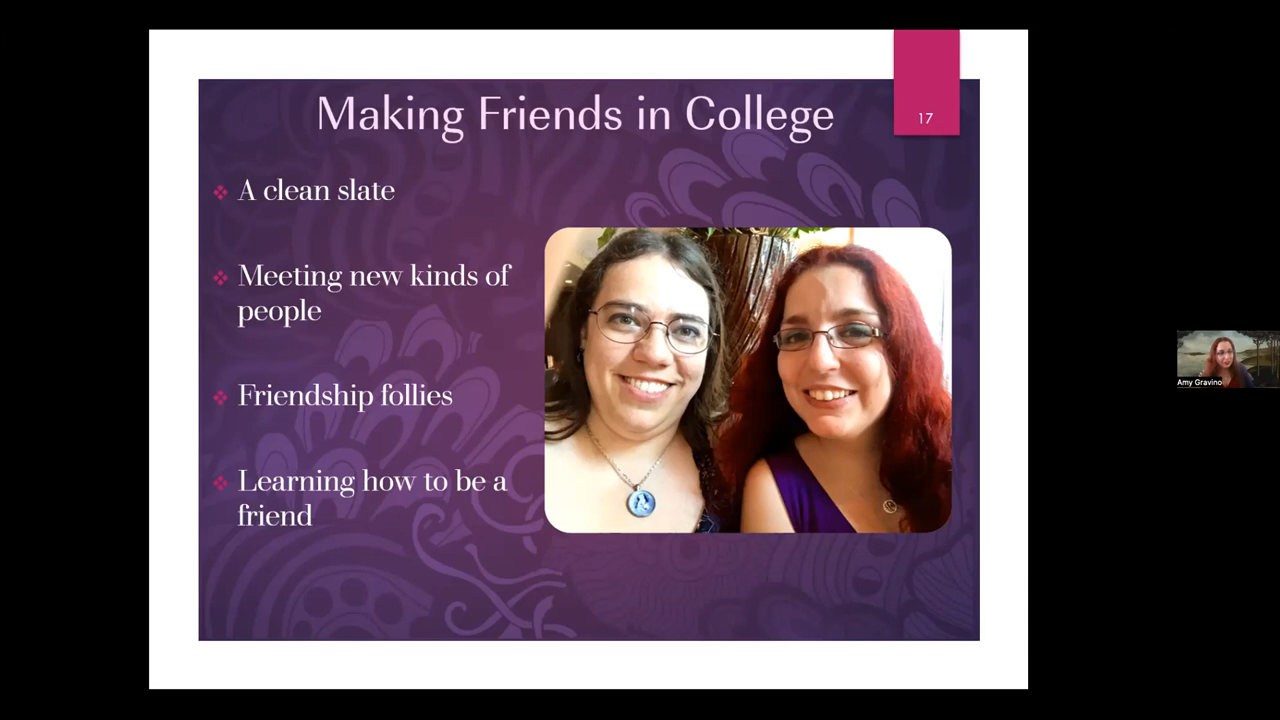 Making Friends in College
17
A clean slate
Meeting new kinds of
people
Friendship follies
Learning how to be a
friend
Amy Gravino